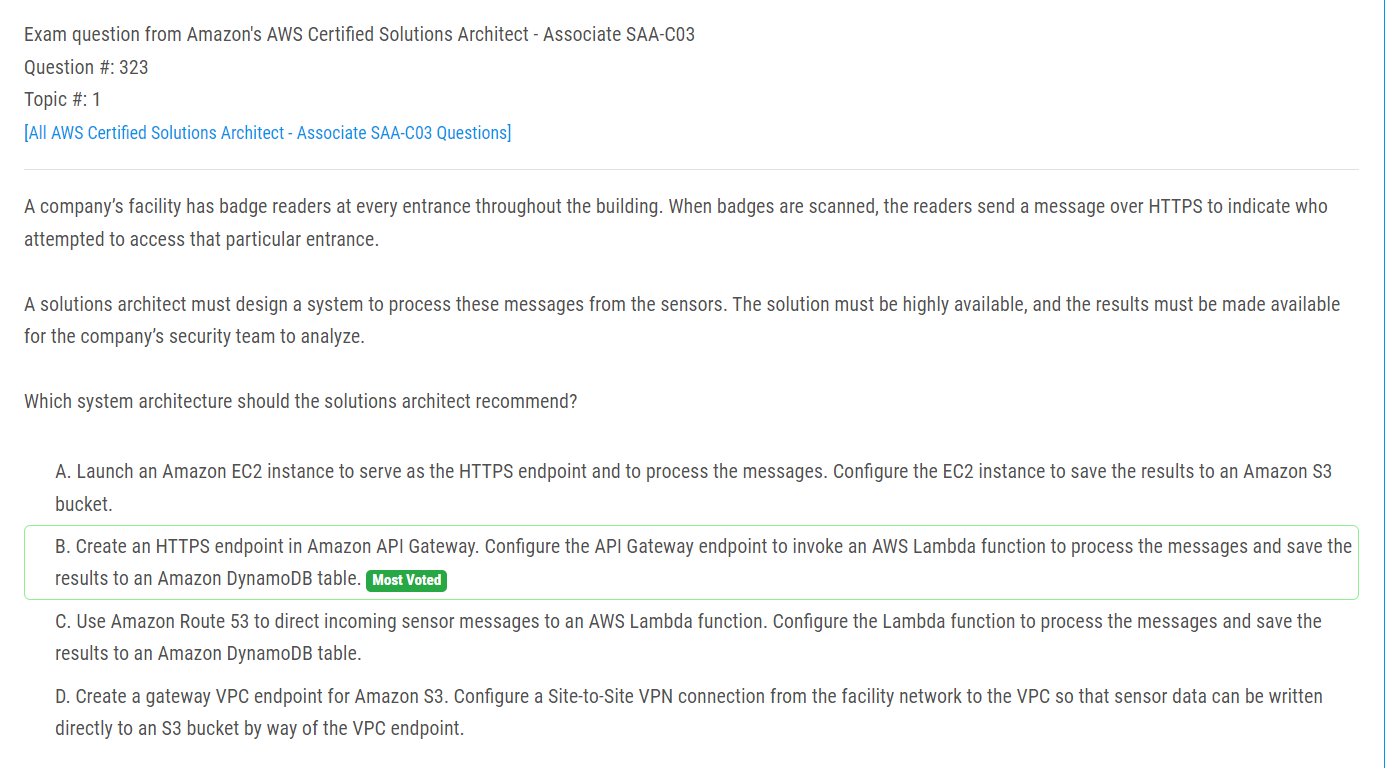 Exam question from Amazon's AWS Certified Solutions Architect - Associate SAA-C03
Question #: 323
Topic #: 1
[All AWS Certified Solutions Architect - Associate SAA-C03 Questions]
A company’s facility has badge readers at every entrance throughout the building. When badges are scanned, the readers send a message over HTTPS to indicate who
attempted to access that particular entrance.
A solutions architect must design a system to process these messages from the sensors. The solution must be highly available, and the results must be made available
for the company’s security team to analyze.
Which system architecture should the solutions architect recommend?
A. Launch an Amazon EC2 instance to serve as the HTTPS endpoint and to process the messages. Configure the EC2 instance to save the results to an Amazon S3
bucket.
B. Create an HTTPS endpoint in Amazon API Gateway. Configure the API Gateway endpoint to invoke an AWS Lambda function to process the messages and save the
results to an Amazon DynamoDB table. Most Voted
C. Use Amazon Route 53 to direct incoming sensor messages to an AWS Lambda function. Configure the Lambda function to process the messages and save the
results to an Amazon DynamoDB table.
D. Create a gateway VPC endpoint for Amazon S3. Configure a Site-to-Site VPN connection from the facility network to the VPC so that sensor data can be written
directly to an S3 bucket by way of the VPC endpoint.